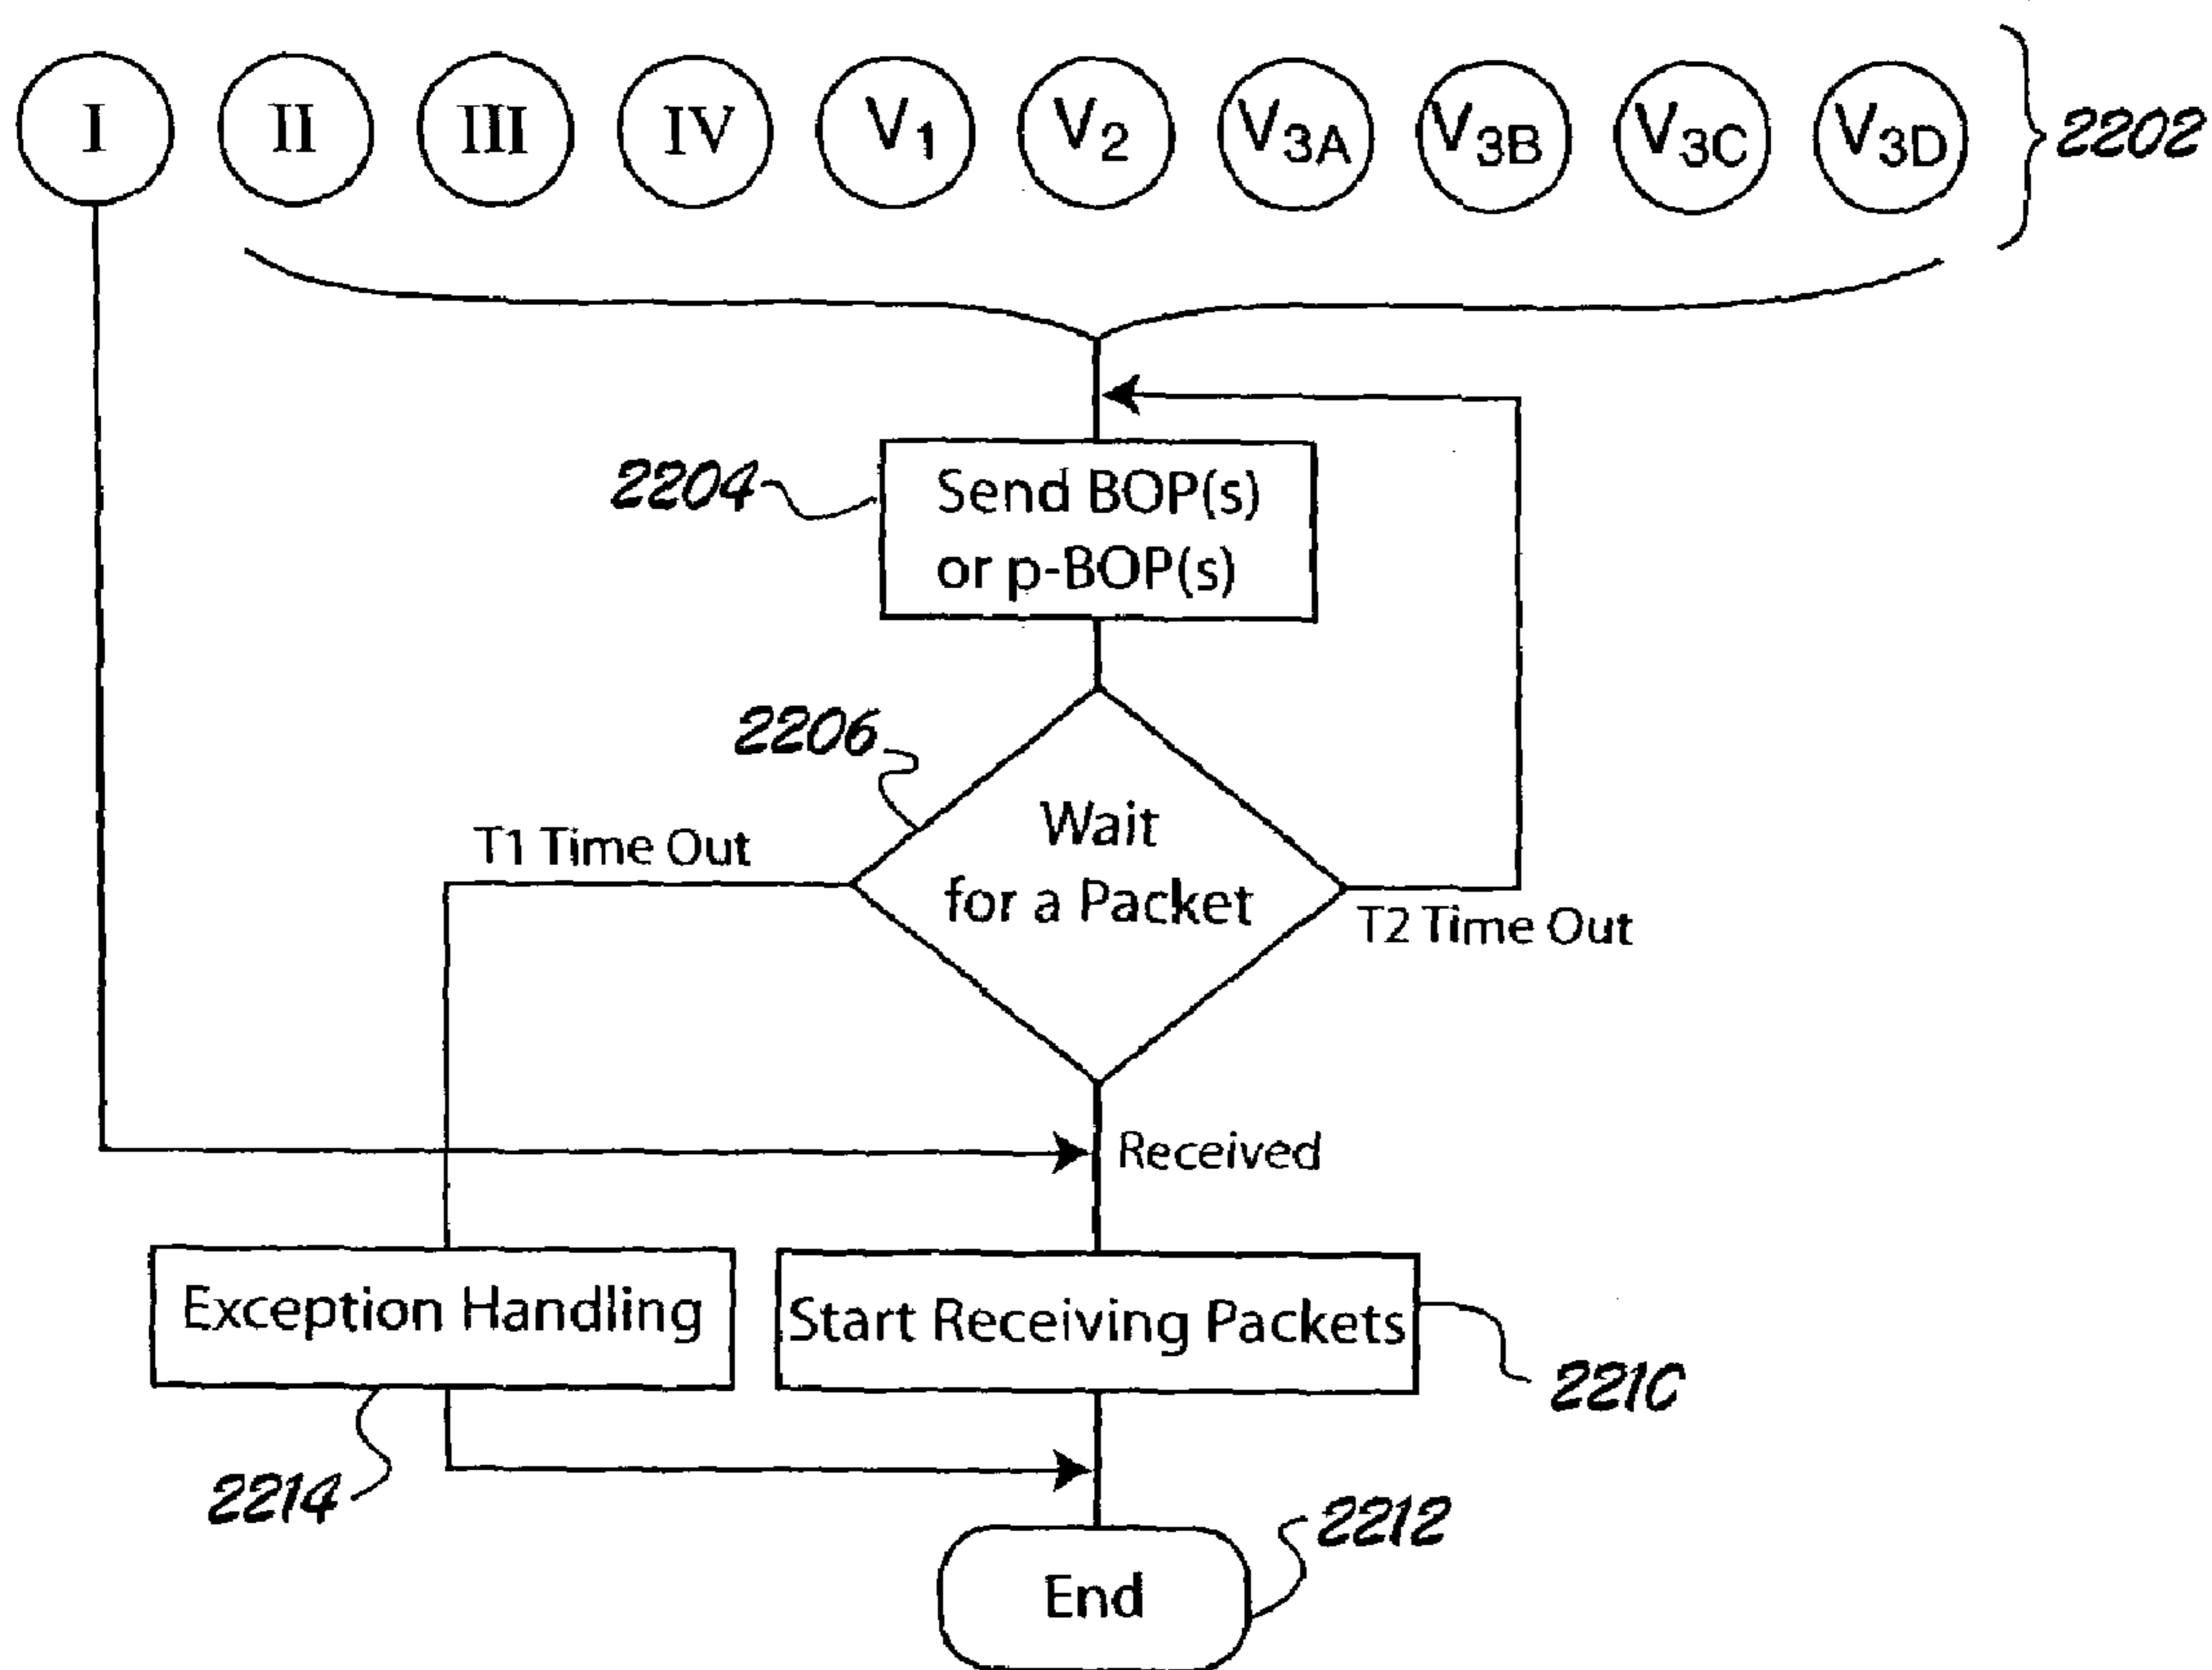 I II III IV V₁ V₂ V₃A V₃B V₃C V₃D 2202
2204
Send BOP(s)
or p-BOP(s)
2206
T1 Time Out
Wait
for a Packet
T2 Time Out
Received
Exception Handling
Start Receiving Packets
2210
2214
2212
End